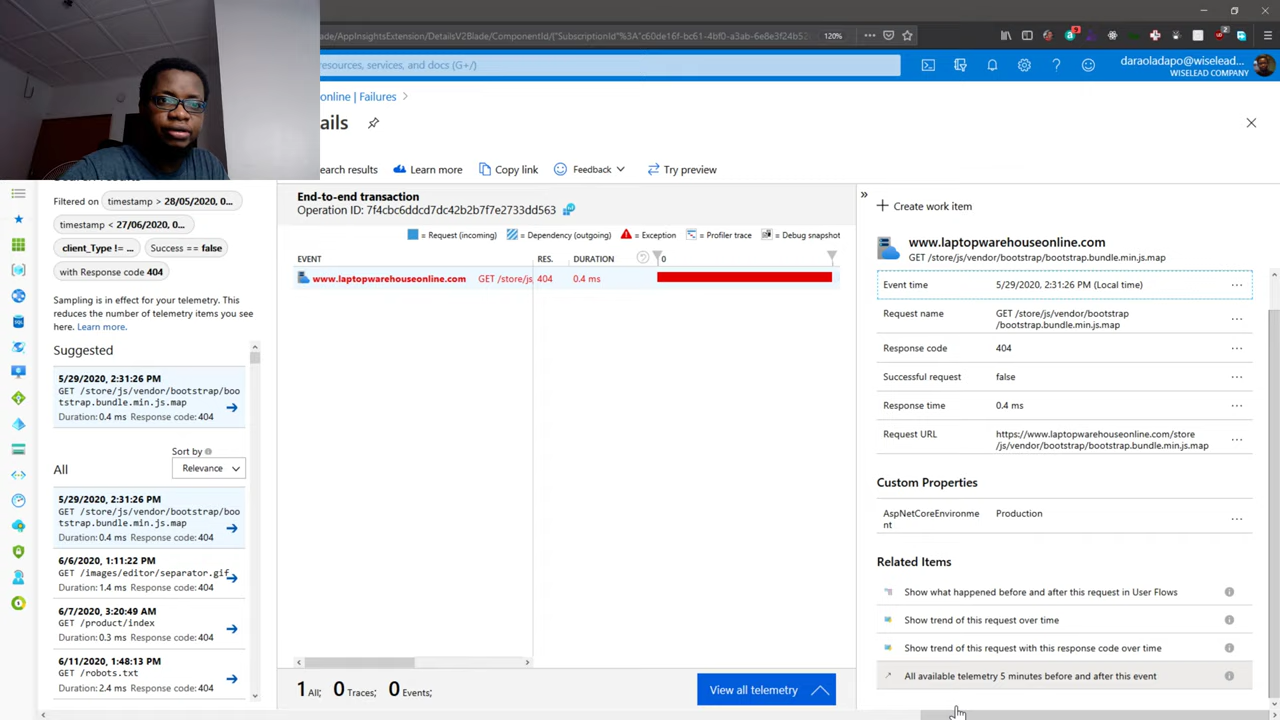 /AppInsightsExtension/DetailsV2Blade/ComponentId/{"SubscriptionId"%3A"c60de16f-bc61-4bf0-a3ab-6e8e3f24b52
120%
resources, services, and docs (G+/)
daraoladapo@wiselead...
WISELEAD COMPANY
online | Failures >
ails
earch results
Learn more
Copy link
Feedback
Try preview
Search results
Filtered on
timestamp > 28/05/2020, 0...
timestamp < 27/06/2020, 0...
client_Type != ...
Success == false
with Response code 404
Sampling is in effect for your telemetry. This
reduces the number of telemetry items you see
here. Learn more.
Suggested
5/29/2020, 2:31:26 PM
GET /store/js/vendor/bootstrap/boo
tstrap.bundle.min.js.map
Duration: 0.4 ms Response code: 404
Sort by
All
Relevance
5/29/2020, 2:31:26 PM
GET /store/js/vendor/bootstrap/boo
tstrap.bundle.min.js.map
Duration: 0.4 ms Response code: 404
6/6/2020, 1:11:22 PM
GET /images/editor/separator.gif
Duration: 1.4 ms Response code: 404
6/7/2020, 3:20:49 AM
GET /product/index
Duration: 0.3 ms Response code: 404
6/11/2020, 1:48:13 PM
GET /robots.txt
Duration: 2.4 ms Response code: 404
End-to-end transaction
Operation ID: 7f4cbc6ddcd7dc42b2b7f7e2733dd563
= Request (incoming)
= Dependency (outgoing)
= Exception
= Profiler trace
= Debug snapshot
EVENT
RES.
DURATION
0
www.laptopwarehouseonline.com
GET /store/js
404
0.4 ms
1 All; 0 Traces; 0 Events;
View all telemetry
+ Create work item
www.laptopwarehouseonline.com
GET /store/js/vendor/bootstrap/bootstrap.bundle.min.js.map
Event time 5/29/2020, 2:31:26 PM (Local time) ...
Request name GET /store/js/vendor/bootstrap
/bootstrap.bundle.min.js.map ...
Response code 404 ...
Successful request false ...
Response time 0.4 ms ...
Request URL https://www.laptopwarehouseonline.com/store
/js/vendor/bootstrap/bootstrap.bundle.min.js.map ...
Custom Properties
AspNetCoreEnvironme Production ...
nt
Related Items
Show what happened before and after this request in User Flows
Show trend of this request over time
Show trend of this request with this response code over time
All available telemetry 5 minutes before and after this event